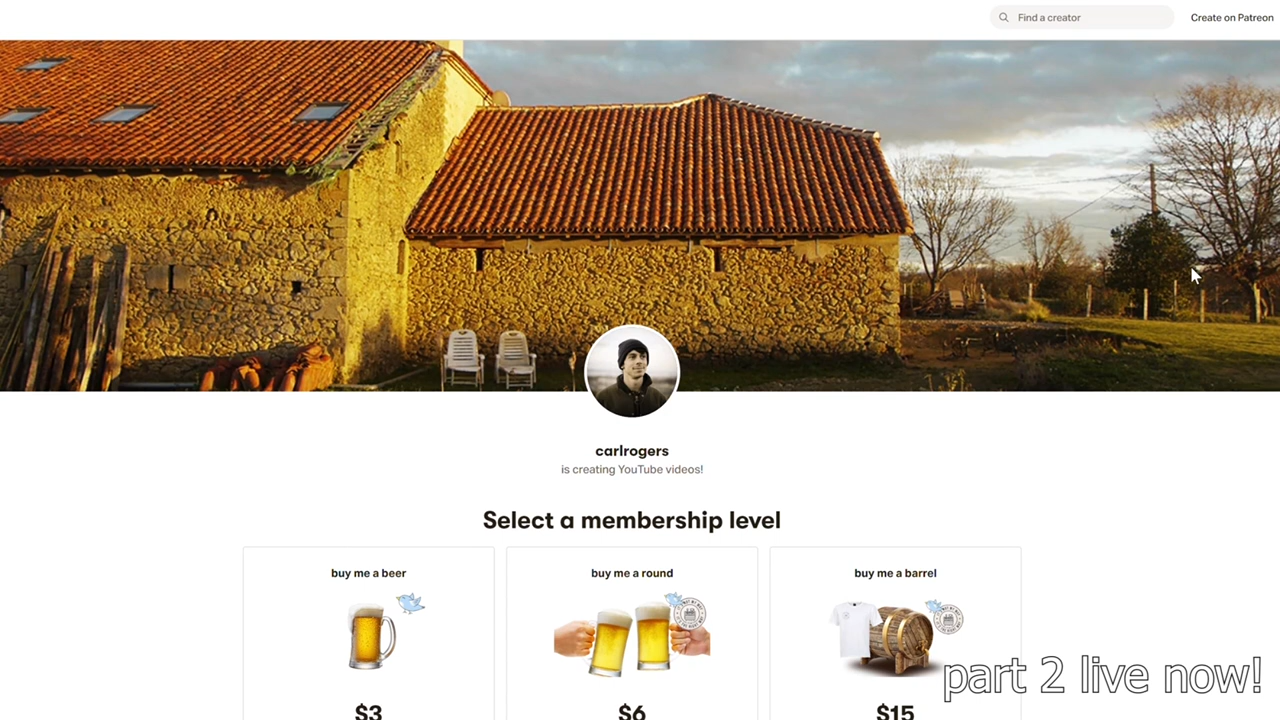 Find a creator
Create on Patreon
carlrogers
is creating YouTube videos!
Select a membership level
buy me a beer
buy me a round
buy me a barrel
$3
$6
$15
part 2 live now!